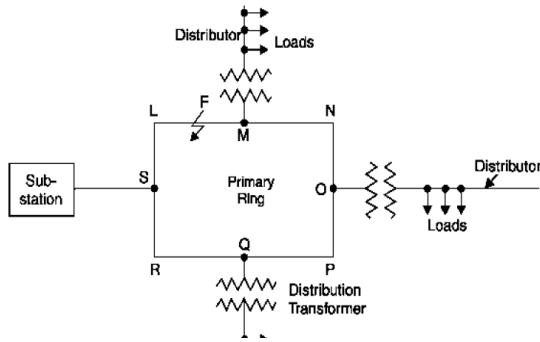 Distributor
Loads
L
F
N
M
Sub-
station
S
Primary
Ring
O
Distributor
Loads
Q
R
P
Distribution
Transformer